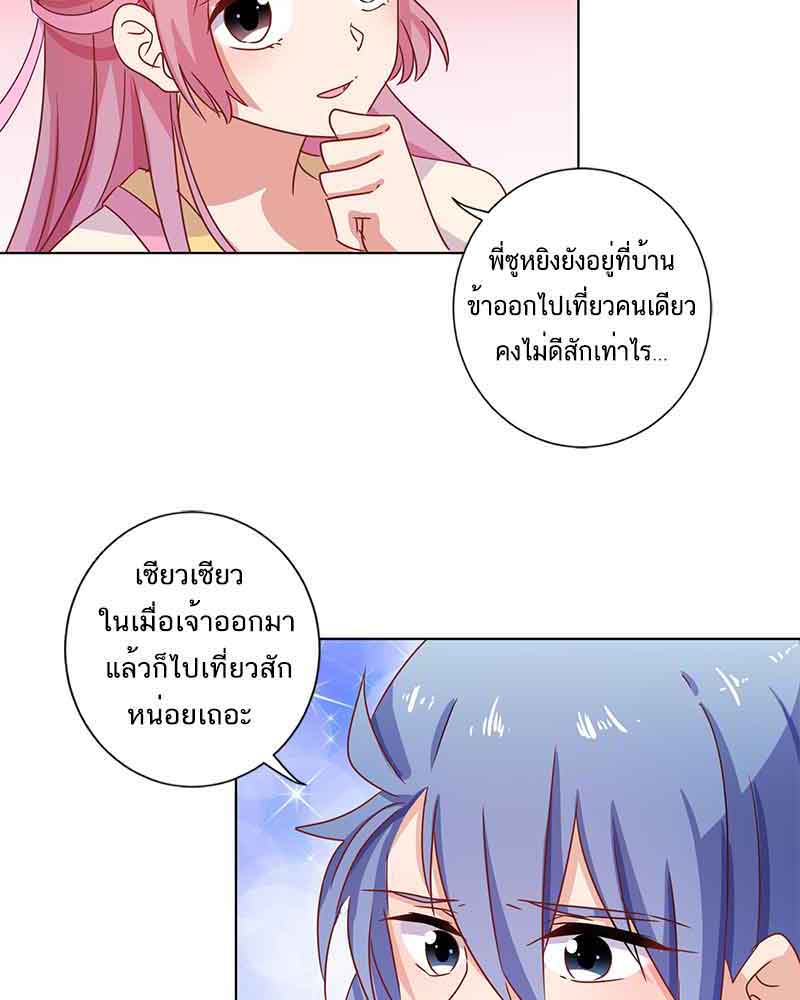 พี่ซูหยิงยังอยู่ที่บ้าน
ข้าออกไปเที่ยวคนเดียว
คงไม่ดีสักเท่าไร...
เซียวเซียว
ในเมื่อเจ้าออกมา
แล้วก็ไปเที่ยวสัก
หน่อยเถอะ